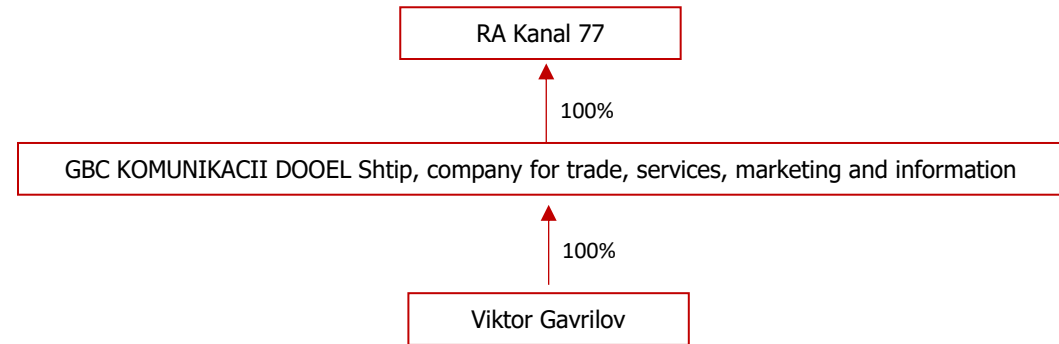 RA Kanal 77
100%
GBC KOMUNIKACII DOOEL Shtip, company for trade, services, marketing and information
100%
Viktor Gavrilov